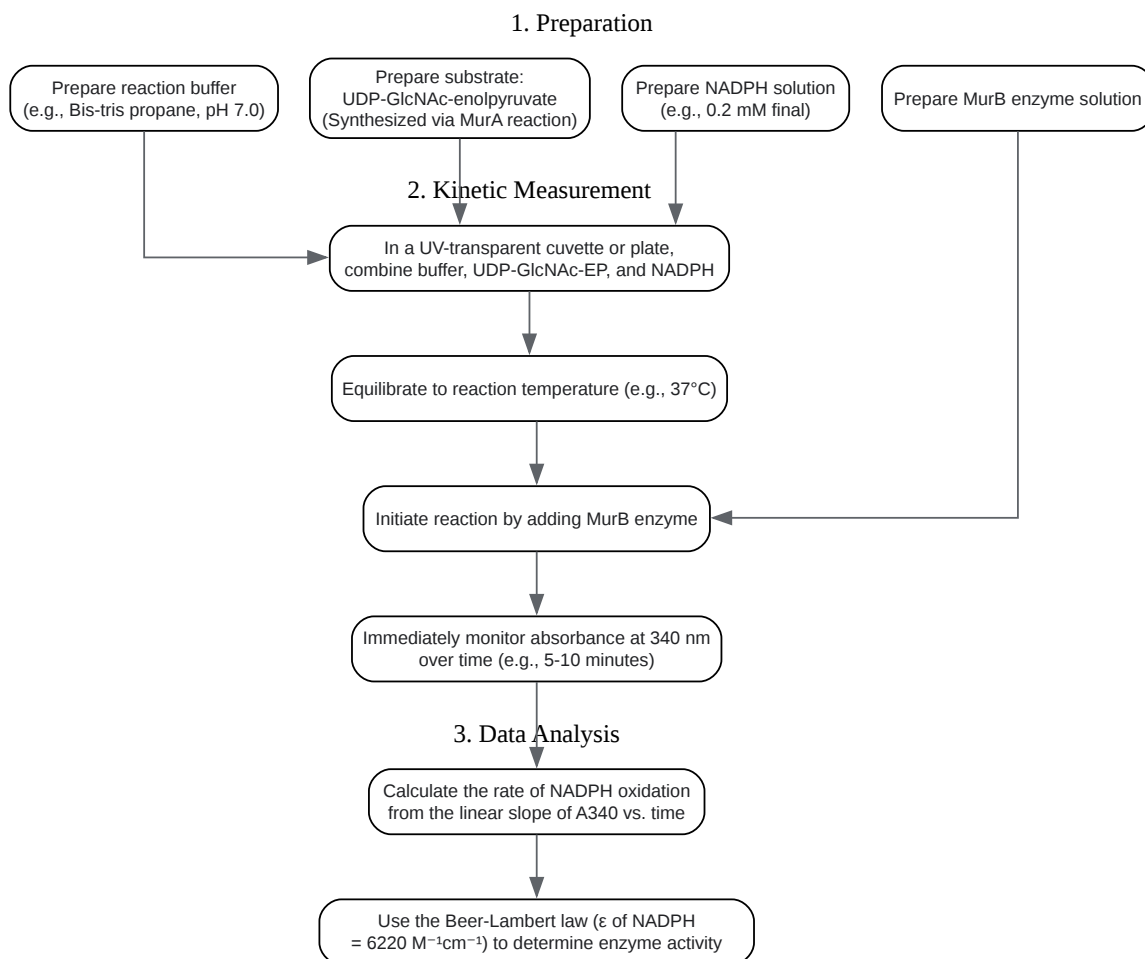 1. Preparation
Prepare reaction buffer
(e.g., Bis-tris propane, pH 7.0)
Prepare substrate:
UDP-GlcNAc-enolpyruvate
(Synthesized via MurA reaction)
Prepare NADPH solution
(e.g., 0.2 mM final)
Prepare MurB enzyme solution
2. Kinetic Measurement
In a UV-transparent cuvette or plate,
combine buffer, UDP-GlcNAc-EP, and NADPH
Equilibrate to reaction temperature (e.g., 37°C)
Initiate reaction by adding MurB enzyme
Immediately monitor absorbance at 340 nm
over time (e.g., 5-10 minutes)
3. Data Analysis
Calculate the rate of NADPH oxidation
from the linear slope of A340 vs. time
Use the Beer-Lambert law (ε of NADPH
= 6220 M⁻¹cm⁻¹) to determine enzyme activity